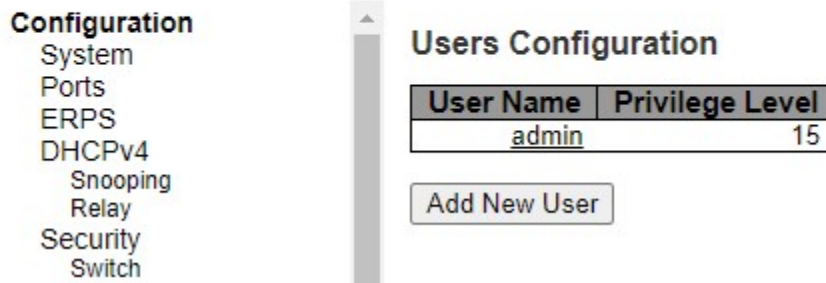 Configuration
System
Ports
ERPS
DHCPv4
Snooping
Relay
Security
Switch
Users Configuration
User Name Privilege Level
admin 15
Add New User